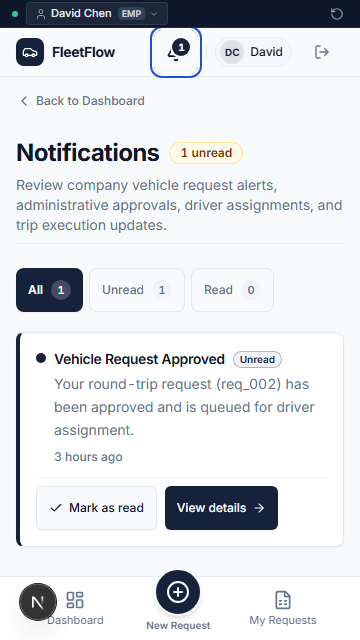 David Chen EMP
FleetFlow
1
DC David
Back to Dashboard
Notifications 1 unread
Review company vehicle request alerts,
administrative approvals, driver assignments, and
trip execution updates.
All 1 Unread 1 Read 0
Vehicle Request Approved Unread
Your round-trip request (req_002) has
been approved and is queued for driver
assignment.
3 hours ago
Mark as read View details
N
Dashboard New Request My Requests